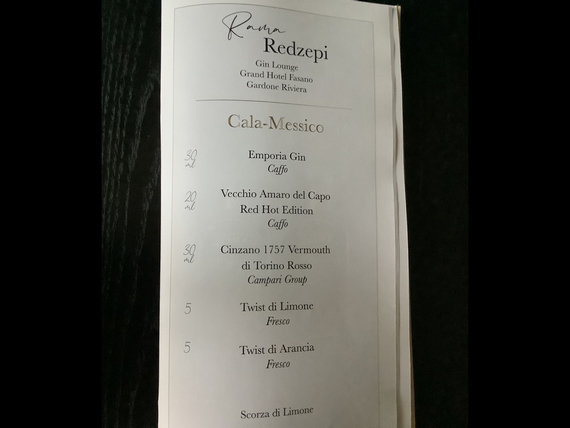 Rama
Redzepi
Gin Lounge
Grand Hotel Fasano
Gardone Riviera
Cala-Messico
30 ml
Emporia Gin
Caffo
20 ml
Vecchio Amaro del Capo
Red Hot Edition
Caffo
30 ml
Cinzano 1757 Vermouth
di Torino Rosso
Campari Group
5
Twist di Limone
Fresco
5
Twist di Arancia
Fresco
Scorza di Limone